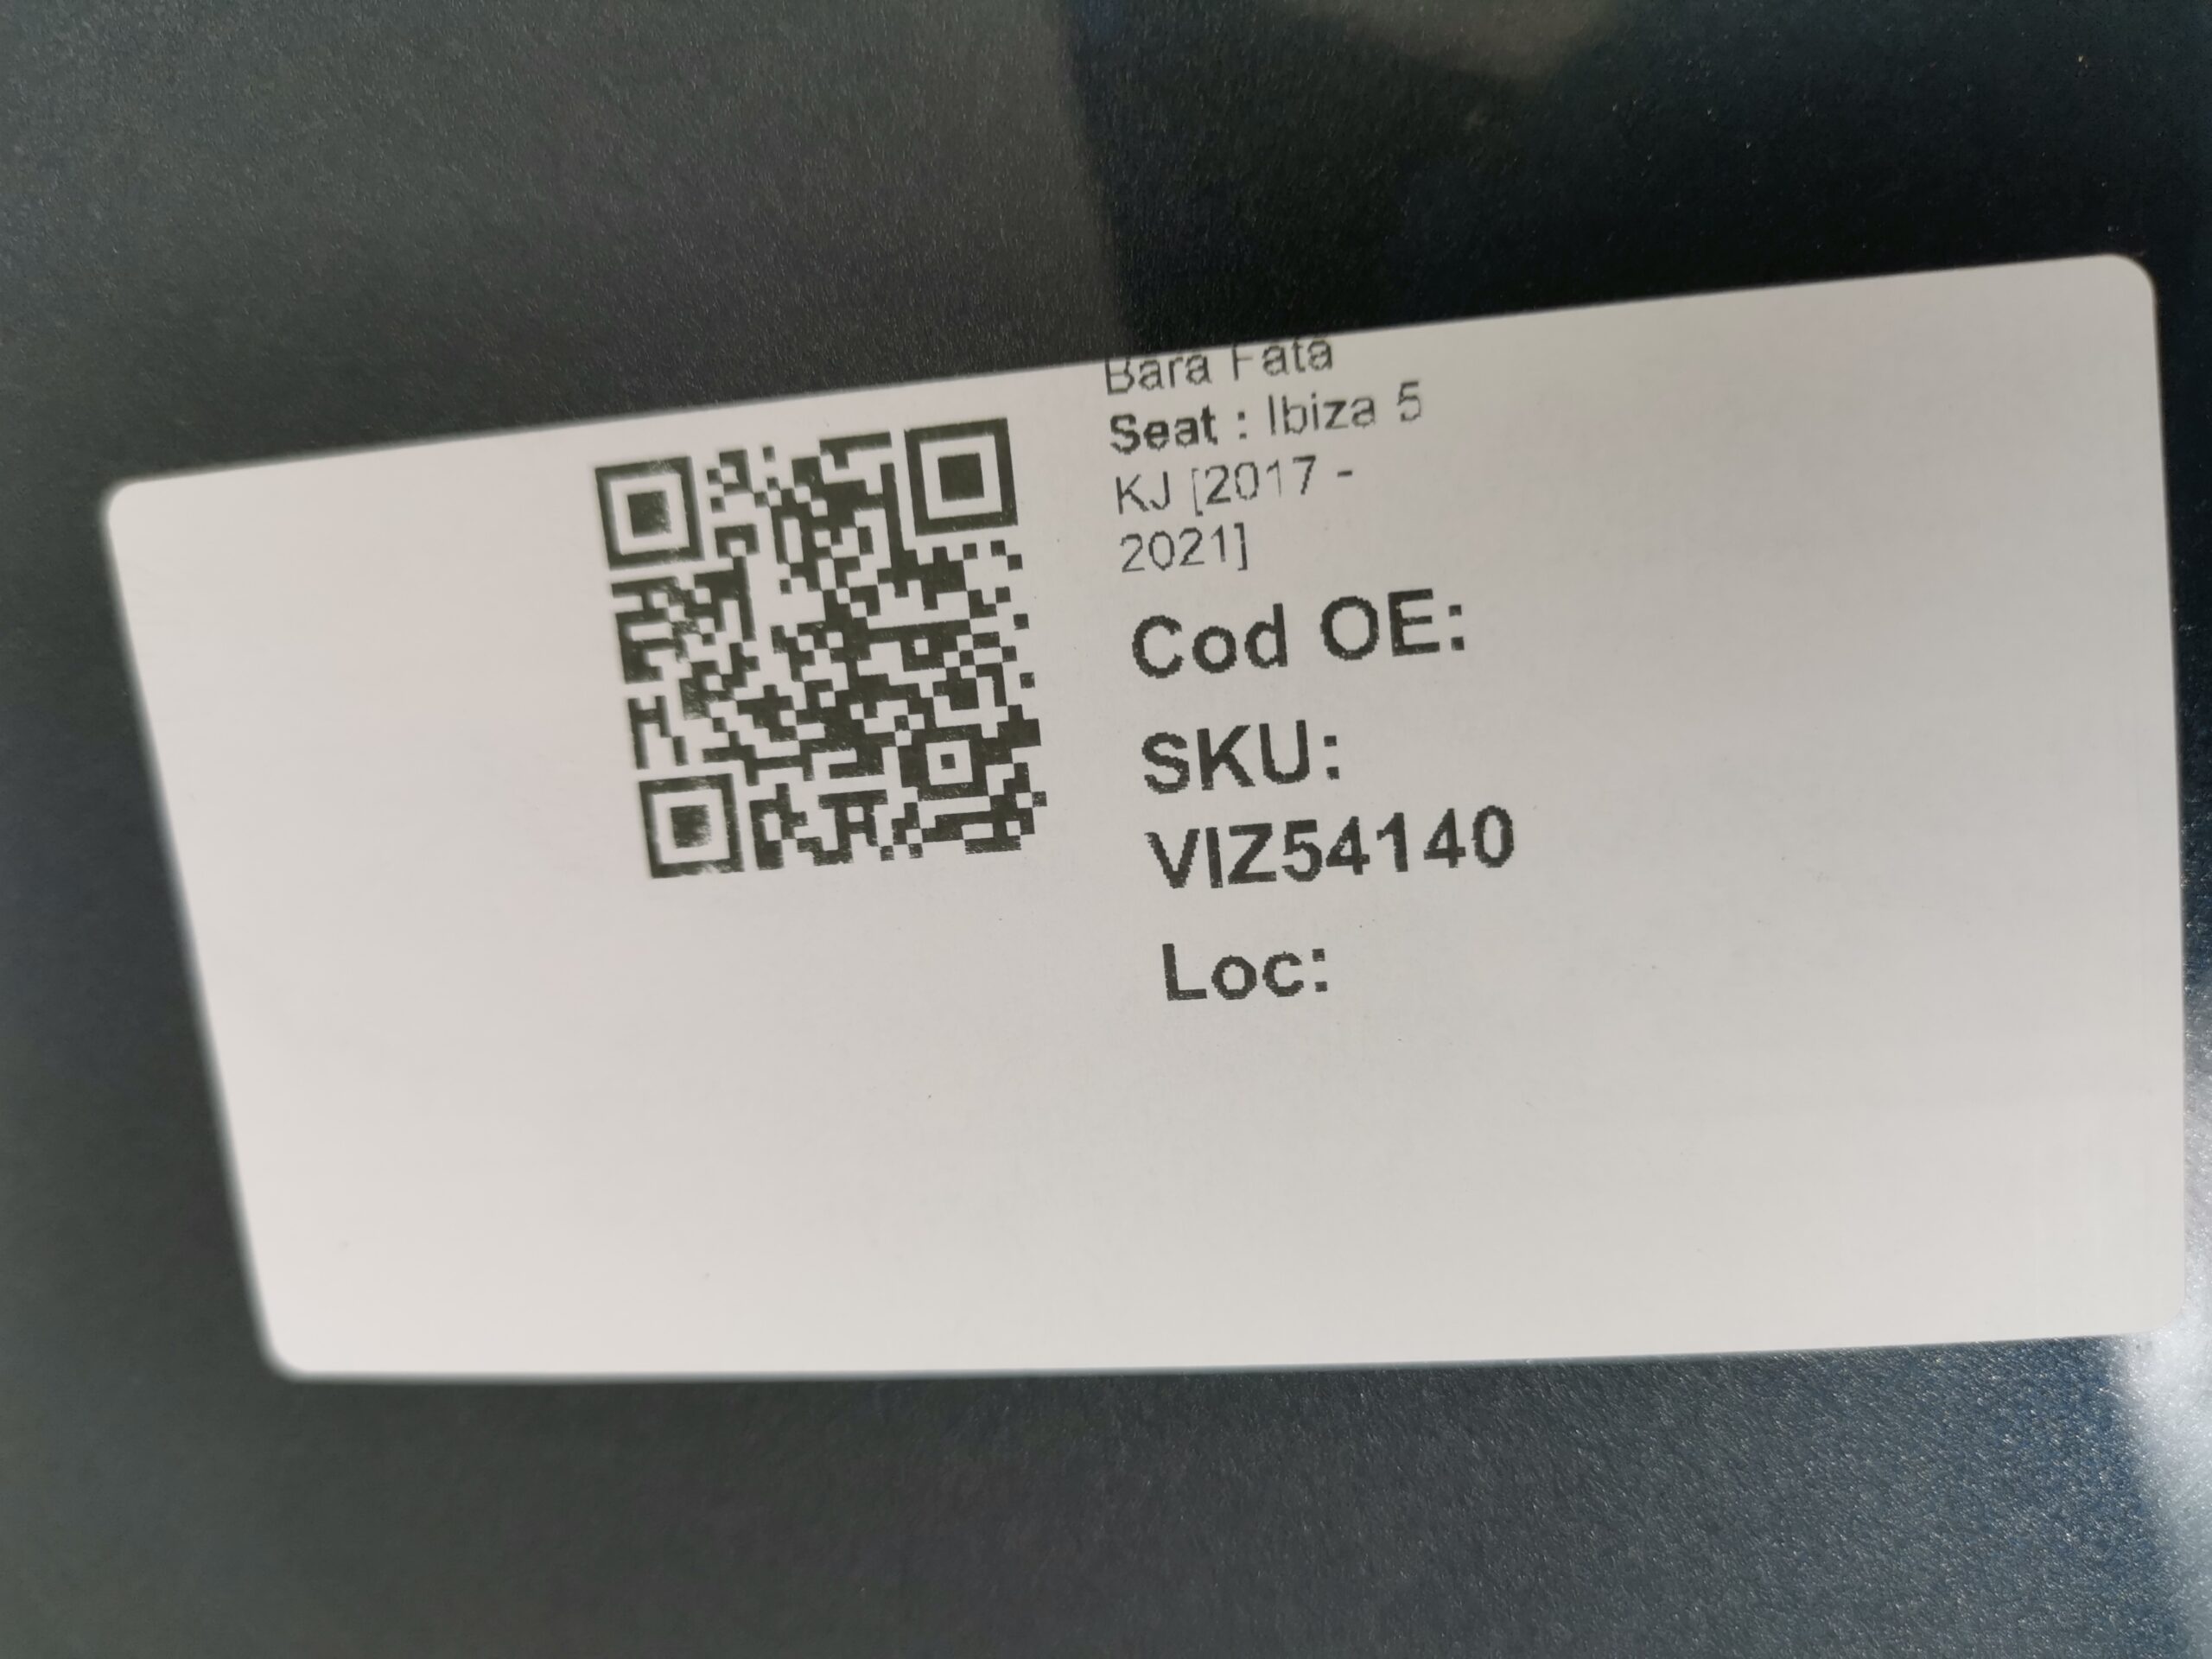 Bara Fata
Seat : Ibiza 5
KJ [2017 -
2021]
Cod OE:
SKU:
VIZ54140
Loc: